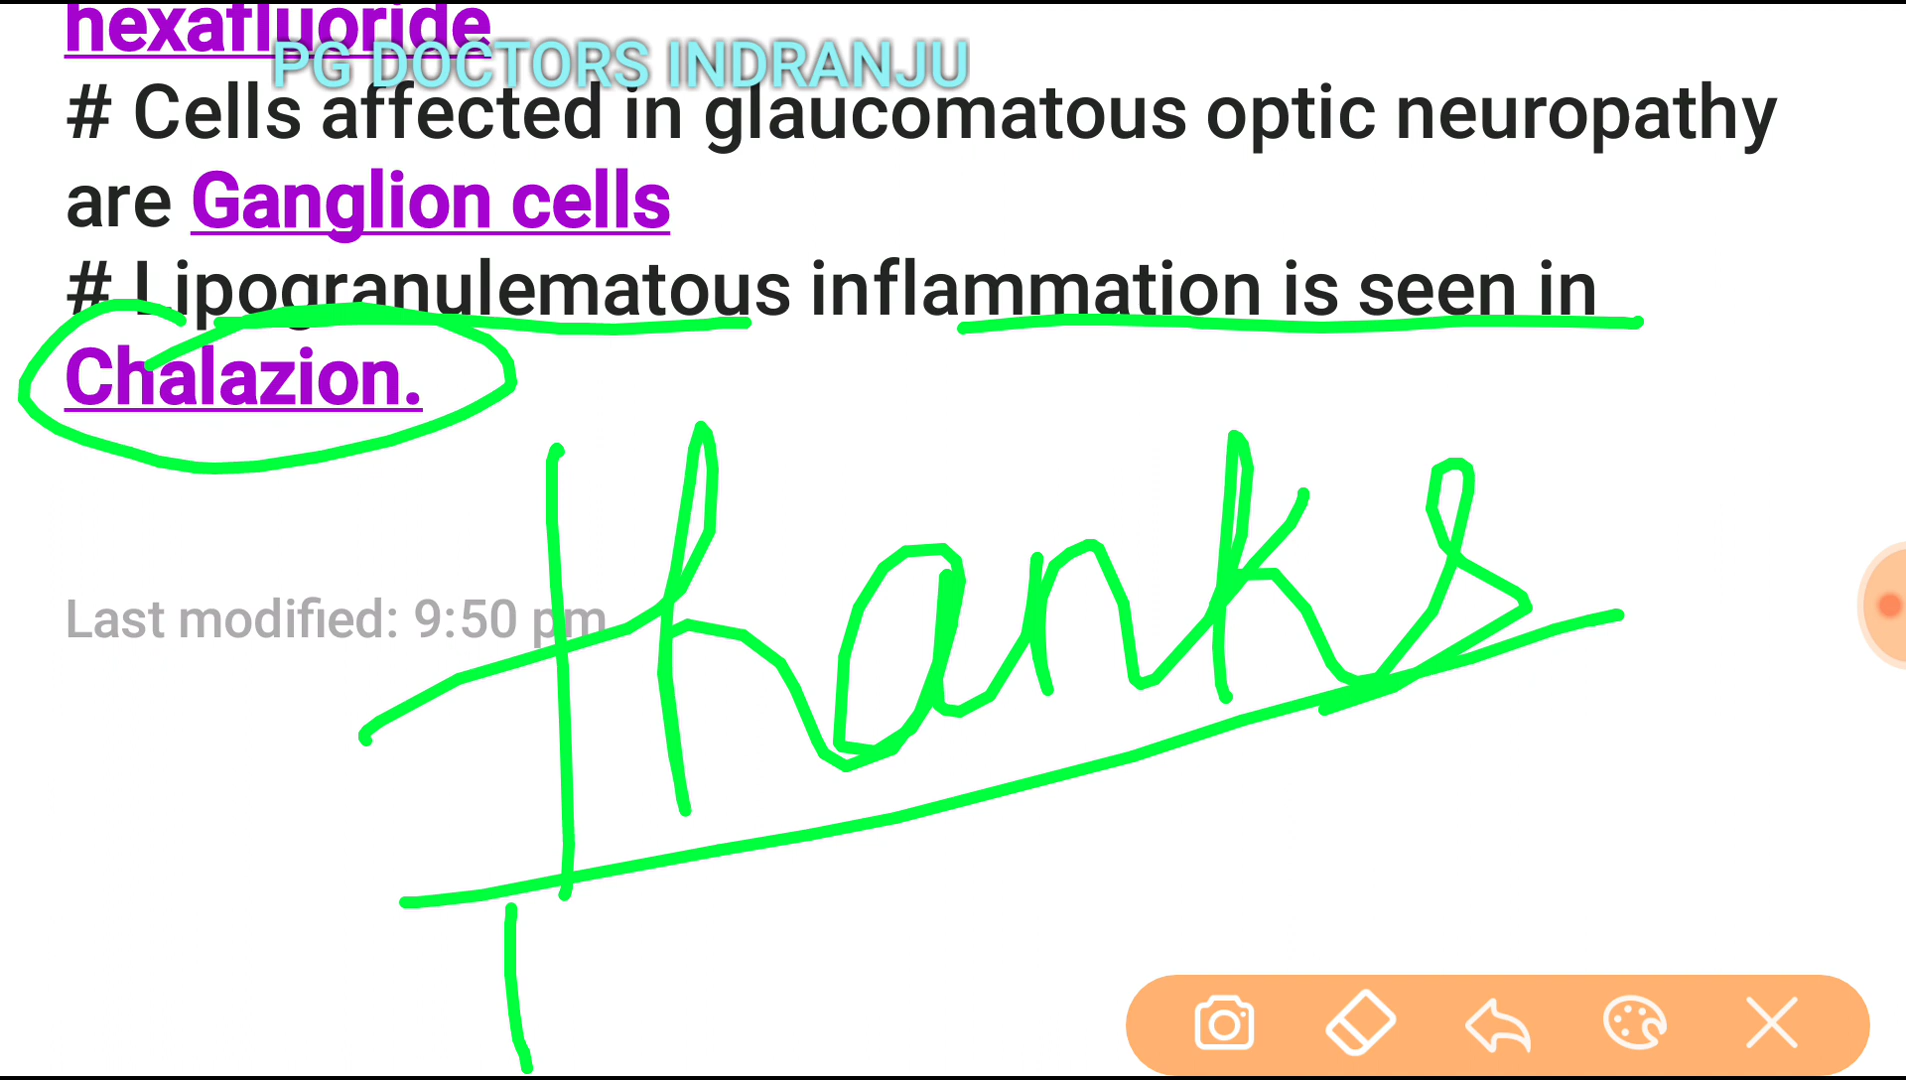 hexafluoride
PG DOCTORS INDRANJU
# Cells affected in glaucomatous optic neuropathy
are Ganglion cells
# Lipogranulematous inflammation is seen in
Chalazion.
Thanks
Last modified: 9:50 pm